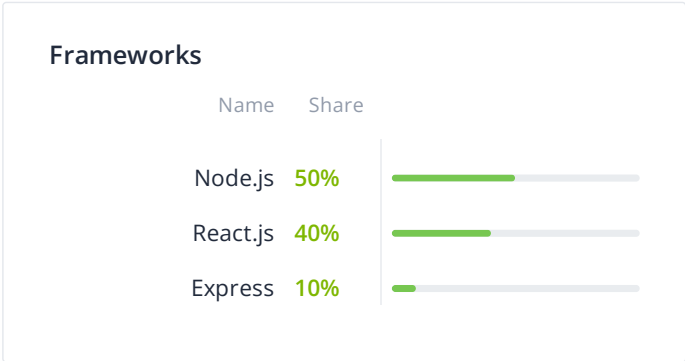 Frameworks
Name Share
Node.js 50%
React.js 40%
Express 10%